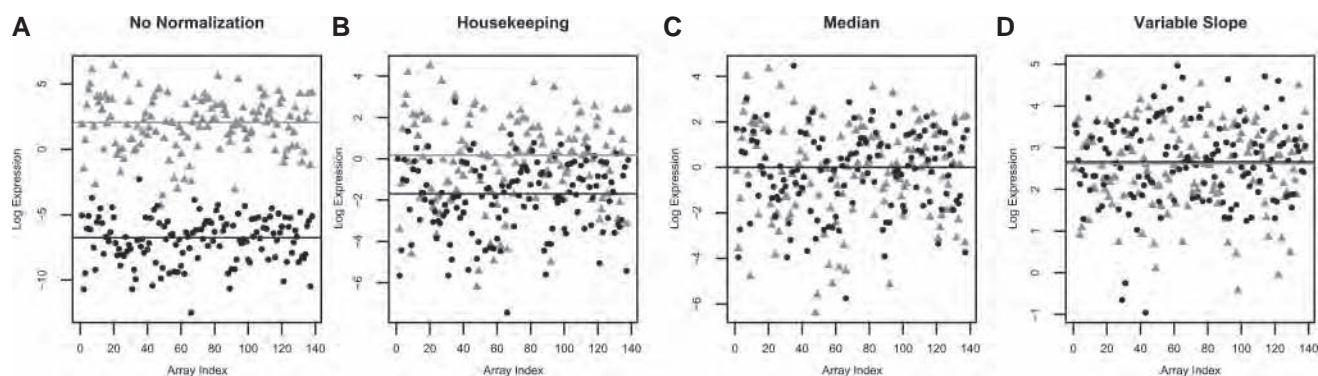 A No Normalization
Log Expression
5
0
−5
−10
0 20 40 60 80 100 120 140
Array Index
B Housekeeping
Log Expression
4
2
0
−2
−4
−6
0 20 40 60 80 100 120 140
Array Index
C Median
Log Expression
4
2
0
−2
−4
−6
0 20 40 60 80 100 120 140
Array Index
D Variable Slope
Log Expression
5
4
3
2
1
0
−1
0 20 40 60 80 100 120 140
Array Index